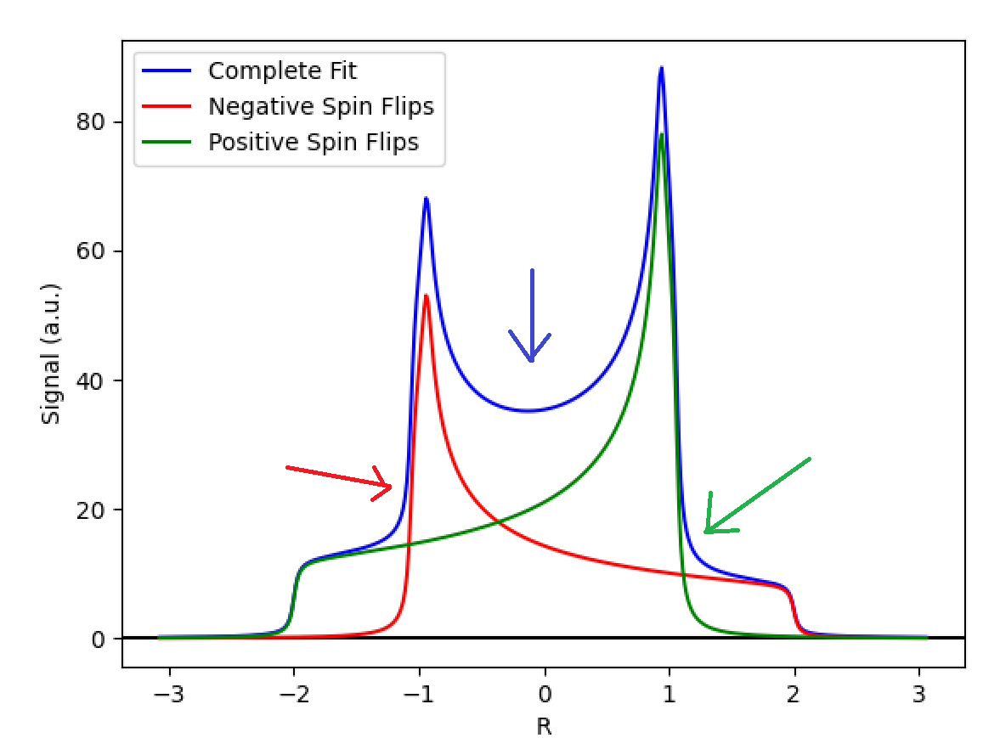 Complete Fit
Negative Spin Flips
Positive Spin Flips
Signal (a.u.)
80
60
40
20
0
−3
−2
−1
0
1
2
3
R